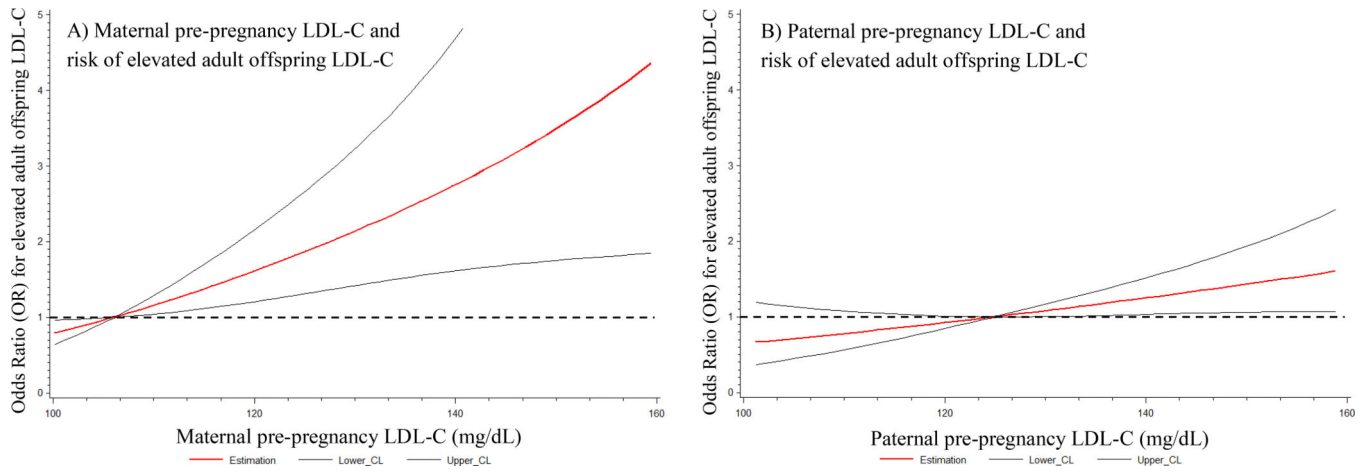 A) Maternal pre-pregnancy LDL-C and
risk of elevated adult offspring LDL-C
Odds Ratio (OR) for elevated adult offspring LDL-C
5
4
3
2
1
0
100
120
140
160
Maternal pre-pregnancy LDL-C (mg/dL)
Estimation
Lower_CL
Upper_CL
B) Paternal pre-pregnancy LDL-C and
risk of elevated adult offspring LDL-C
Odds Ratio (OR) for elevated adult offspring LDL-C
5
4
3
2
1
0
100
120
140
160
Paternal pre-pregnancy LDL-C (mg/dL)
Estimation
Lower_CL
Upper_CL